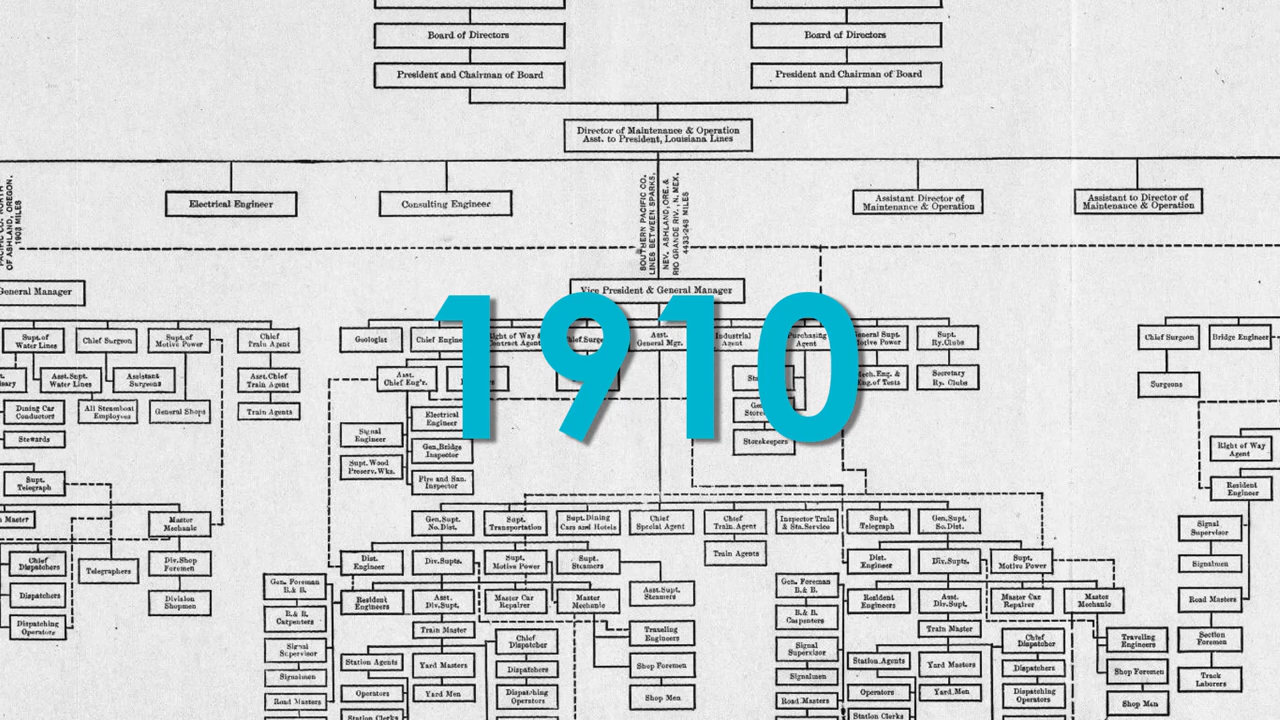 Board of Directors
Board of Directors
President and Chairman of Board
President and Chairman of Board
Director of Maintenance & Operation
Asst. to President, Louisiana Lines
OF ASHLAND, OREGON.
1903 MILES
Electrical Engineer
Consulting Engineer
SOUTHERN PACIFIC CO.
LINES BETWEEN SPARKS,
NEV. ASHLAND, ORE. &
RIO GRANDE RIV., N. MEX.
4433·248 MILES
Assistant Director of
Maintenance & Operation
Assistant to Director of
Maintenance & Operation
General Manager
Vice President & General Manager
1910
Supt. of
Water Lines
Chief Surgeon
Supt. of
Motive Power
Chief
Train Agent
Geologist
Chief
Asst.
General Mgr.
Industrial
Agent
Purchasing
Agent
General Supt.
Motive Power
Supt.
Ry. Clubs
Chief Surgeon
Bridge Engineer
Asst. Supt.
Water Lines
Assistant
Surgeons
Asst. Chief
Train Agent
Asst.
Chief Eng'r.
Mech. Eng. &
Eng. of Tests
Secretary
Ry. Clubs
Surgeons
Dining Car
Conductors
All Steamboat
Employees
General Shops
Train Agents
Electrical
Engineer
Stewards
Signal
Engineer
Storekeepers
Gen. Bridge
Inspector
Right of Way
Agent
Supt. Wood
Preserv. Wks.
Fire and San.
Inspector
Supt.
Telegraph
Resident
Engineer
Master
Master
Mechanic
Gen. Supt.
No. Dist.
Supt.
Transportation
Supt. Dining
Cars and Hotels
Chief
Special Agent
Chief
Train Agent
Inspector Train
& Sta. Service
Supt.
Telegraph
Gen. Supt.
So. Dist.
Signal
Supervisor
Chief
Dispatchers
Telegraphers
Div. Shop
Foremen
Dist.
Engineer
Div. Supts.
Supt.
Motive Power
Supt.
Steamers
Train Agents
Dist.
Engineer
Div. Supts.
Supt.
Motive Power
Signalmen
Dispatchers
Division
Shopmen
Gen. Foreman
B. & B.
Resident
Engineers
Asst.
Div. Supt.
Master Car
Repairer
Master
Mechanic
Asst. Supt.
Steamers
Gen. Foreman
B. & B.
Resident
Engineers
Asst.
Div. Supt.
Master Car
Repairer
Master
Mechanic
Road Masters
Dispatching
Operators
B. & B.
Carpenters
Train Master
Traveling
Engineers
B. & B.
Carpenters
Train Master
Section
Foremen
Signal
Supervisor
Station Agents
Yard Masters
Chief
Dispatcher
Signal
Supervisor
Station Agents
Yard Masters
Chief
Dispatcher
Traveling
Engineers
Signalmen
Dispatchers
Shop Foremen
Signalmen
Dispatchers
Shop Foremen
Track
Laborers
Road Masters
Operators
Yard Men
Dispatching
Operators
Shop Men
Road Masters
Operators
Yard Men
Dispatching
Operators
Shop Men
Station Clerks
Station Clerks